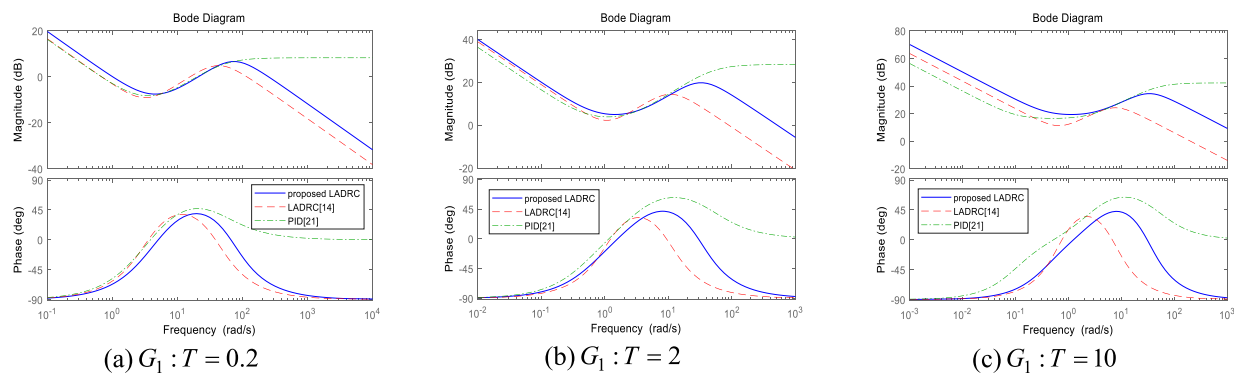 Bode Diagram
Magnitude (dB)
20
0
-20
-40
Phase (deg)
90
45
0
-45
-90
proposed LADRC
LADRC[14]
PID[21]
10^-1 10^0 10^1 10^2 10^3 10^4
Frequency (rad/s)
(a) G_1 : T = 0.2
Bode Diagram
Magnitude (dB)
40
20
0
-20
Phase (deg)
90
45
0
-45
-90
proposed LADRC
LADRC[14]
PID[21]
10^-2 10^-1 10^0 10^1 10^2 10^3
Frequency (rad/s)
(b) G_1 : T = 2
Bode Diagram
Magnitude (dB)
80
60
40
20
0
-20
Phase (deg)
90
45
0
-45
-90
proposed LADRC
LADRC[14]
PID[21]
10^-3 10^-2 10^-1 10^0 10^1 10^2 10^3
Frequency (rad/s)
(c) G_1 : T = 10